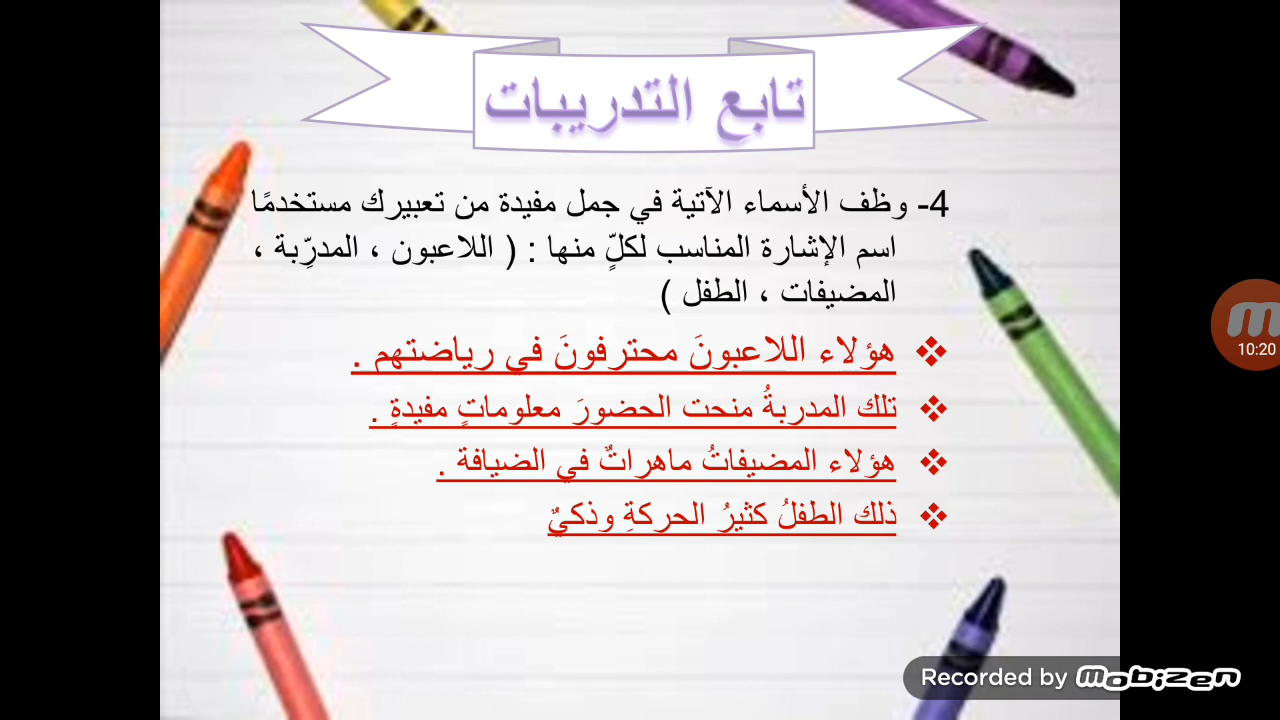 تابع التدريبات
4- وظف الأسماء الآتية في جمل مفيدة من تعبيرك مستخدمًا
اسم الإشارة المناسب لكلٍّ منها : ( اللاعبون ، المدرِّبة ،
المضيفات ، الطفل )
هؤلاء اللاعبونَ محترفونَ في رياضتهم .
تلك المدربةُ منحت الحضورَ معلوماتٍ مفيدةٍ .
هؤلاء المضيفاتُ ماهراتٌ في الضيافة .
ذلك الطفلُ كثيرُ الحركةِ وذكيٌ
10:20
Recorded by mobizen